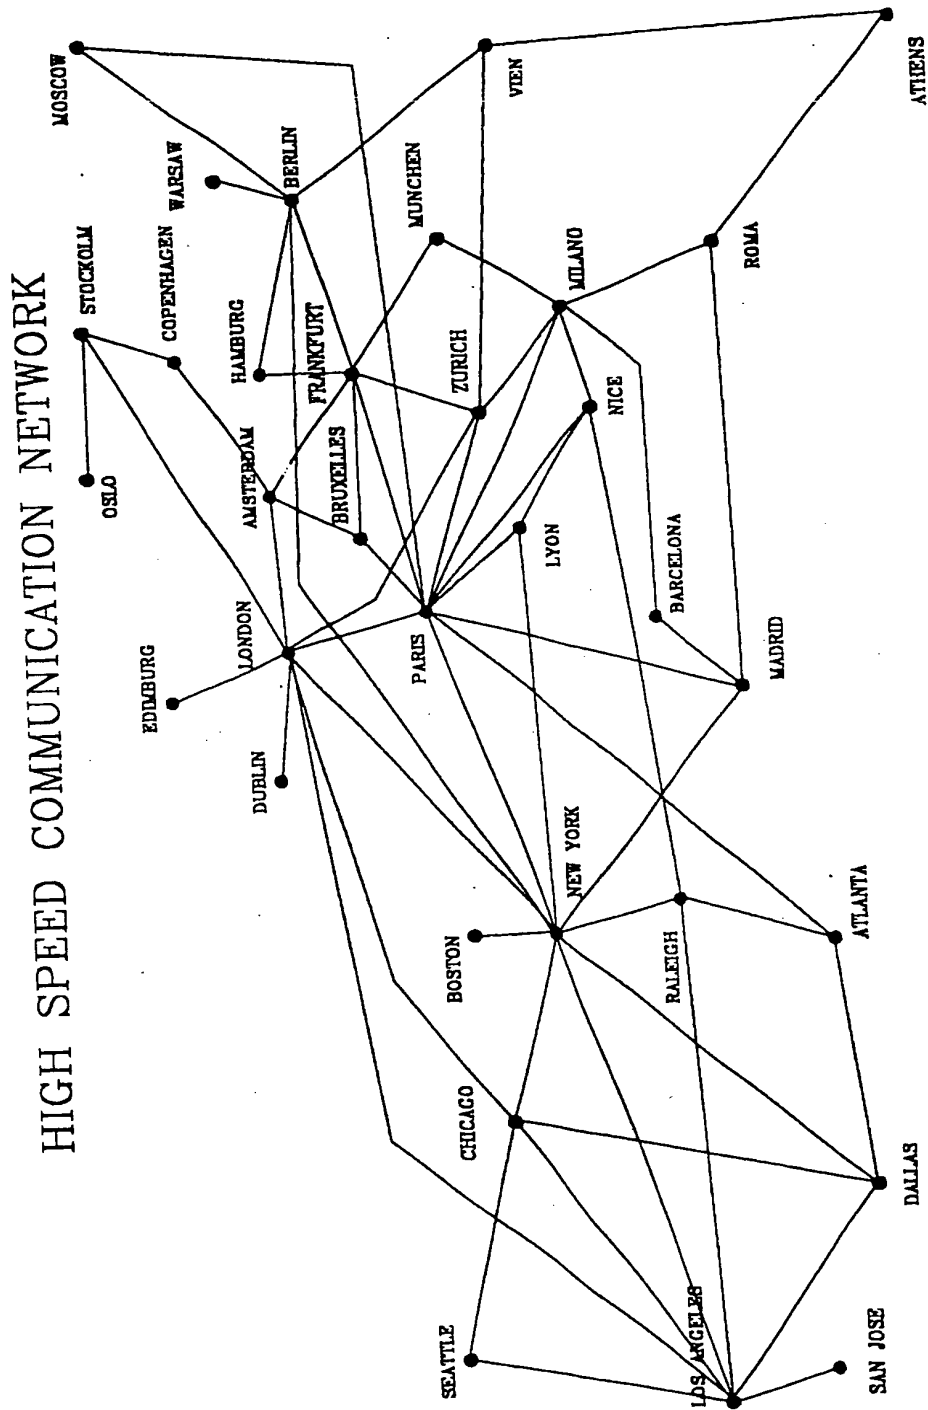 HIGH SPEED COMMUNICATION NETWORK
MOSCOW
STOCKOLM
WARSAW
COPENHAGEN
OSLO
EDIMBURG
BERLIN
HAMBURG
AMSTERDAM
LONDON
DUBLIN
FRANKFURT
BRUXELLES
MUNCHEN
VIEN
ZURICH
PARIS
MILANO
NICE
LYON
ATHENS
ROMA
BARCELONA
MADRID
BOSTON
NEW YORK
CHICAGO
SEATTLE
RALEIGH
ATLANTA
LOS ANGELES
DALLAS
SAN JOSE